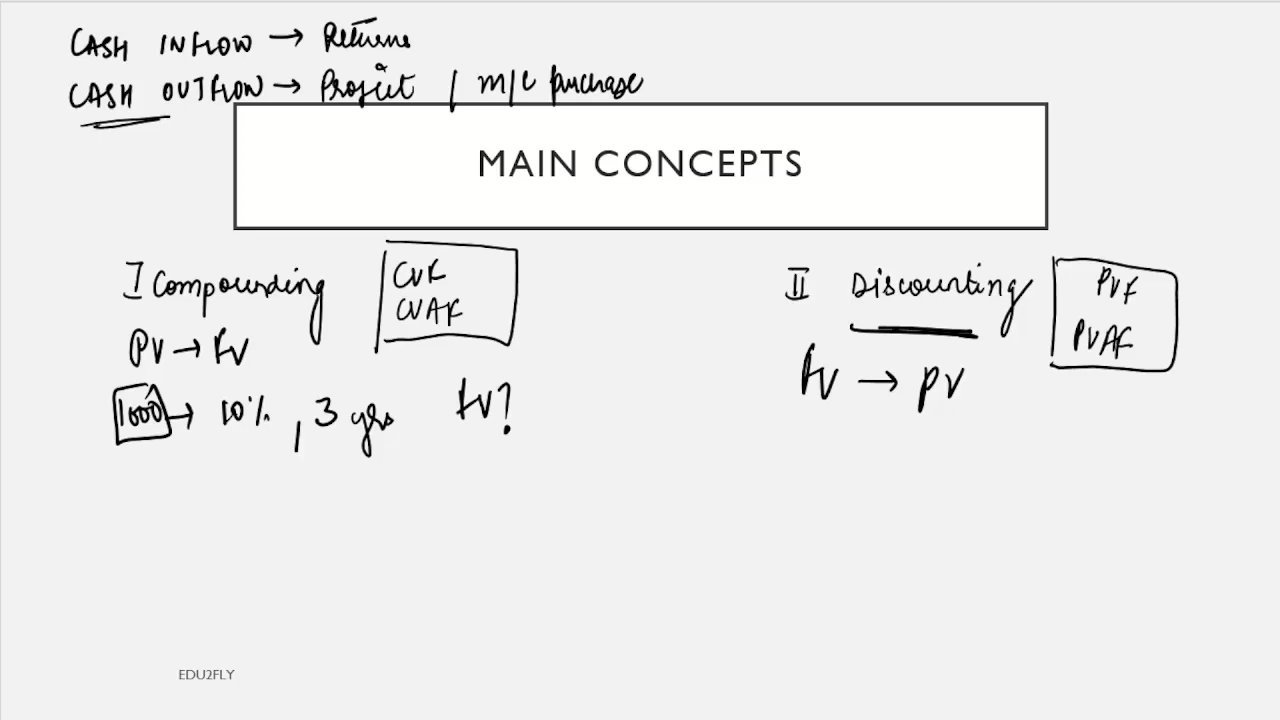 CASH INFLOW → Returns
CASH OUTFLOW → Project / m/c purchase
MAIN CONCEPTS
I Compounding
CVF
CVAF
PV → FV
1000 → 10%, 3 yrs FV?
II Discounting
PVF
PVAF
FV → PV
EDU2FLY